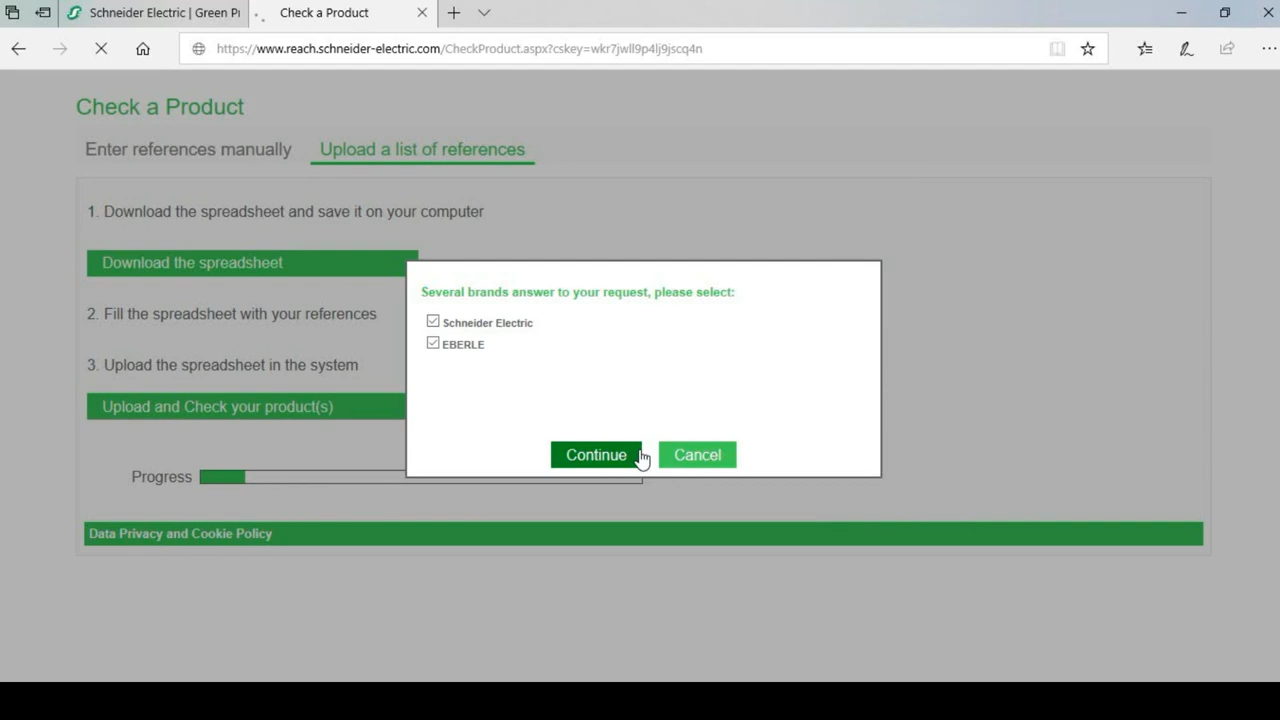 Schneider Electric | Green P
Check a Product
https://www.reach.schneider-electric.com/CheckProduct.aspx?cskey=wkr7jwll9p4lj9jscq4n
Check a Product
Enter references manually
Upload a list of references
1. Download the spreadsheet and save it on your computer
Download the spreadsheet
2. Fill the spreadsheet with your references
3. Upload the spreadsheet in the system
Upload and Check your product(s)
Progress
Several brands answer to your request, please select:
Schneider Electric
EBERLE
Continue
Cancel
Data Privacy and Cookie Policy